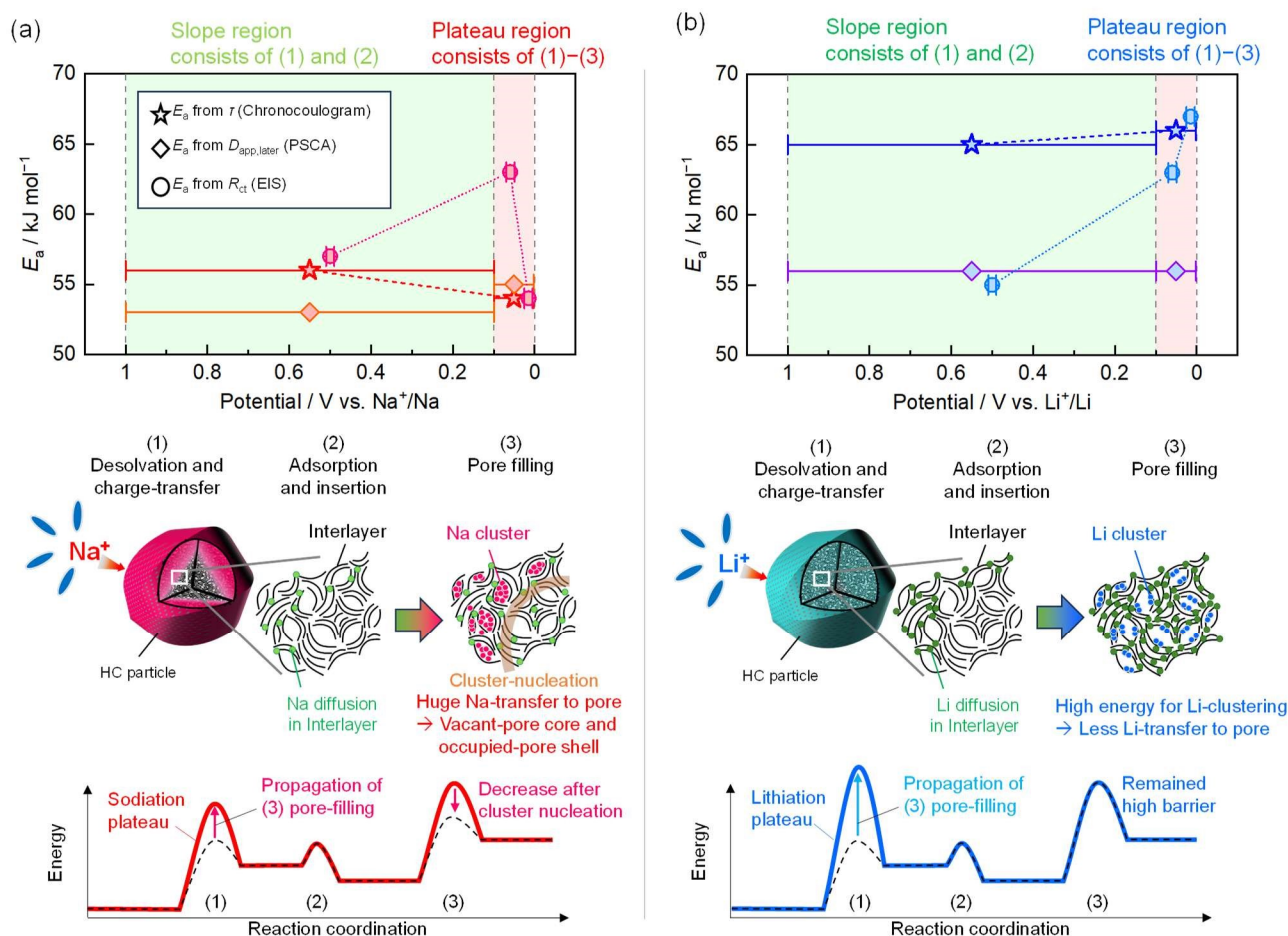 (a)
Slope region
consists of (1) and (2)
Plateau region
consists of (1)−(3)
70
65
60
55
50
Eₐ / kJ mol⁻¹
Eₐ from τ (Chronocoulogram)
Eₐ from D_app,later (PSCA)
Eₐ from R_ct (EIS)
1
0.8
0.6
0.4
0.2
0
Potential / V vs. Na⁺/Na
(1)
Desolvation and
charge-transfer
(2)
Adsorption
and insertion
(3)
Pore filling
Na⁺
Interlayer
Na cluster
HC particle
Na diffusion
in Interlayer
Cluster-nucleation
Huge Na-transfer to pore
→ Vacant-pore core and
occupied-pore shell
Sodiation
plateau
Propagation of
(3) pore-filling
Decrease after
cluster nucleation
Energy
(1)
(2)
(3)
Reaction coordination
(b)
Slope region
consists of (1) and (2)
Plateau region
consists of (1)−(3)
70
65
60
55
50
Eₐ / kJ mol⁻¹
1
0.8
0.6
0.4
0.2
0
Potential / V vs. Li⁺/Li
(1)
Desolvation and
charge-transfer
(2)
Adsorption
and insertion
(3)
Pore filling
Li⁺
Interlayer
Li cluster
HC particle
Li diffusion
in Interlayer
High energy for Li-clustering
→ Less Li-transfer to pore
Lithiation
plateau
Propagation of
(3) pore-filling
Remained
high barrier
Energy
(1)
(2)
(3)
Reaction coordination